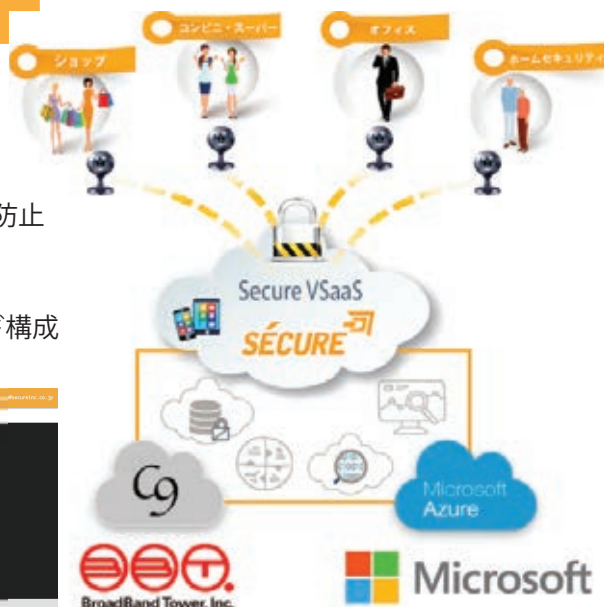 ショップ
コンビニ・スーパー
オフィス
ホームセキュリティ
防止
構成
Secure VSaaS
SÉCURE
C9
Microsoft
Azure
BBT.
BroadBand Tower, Inc.
Microsoft